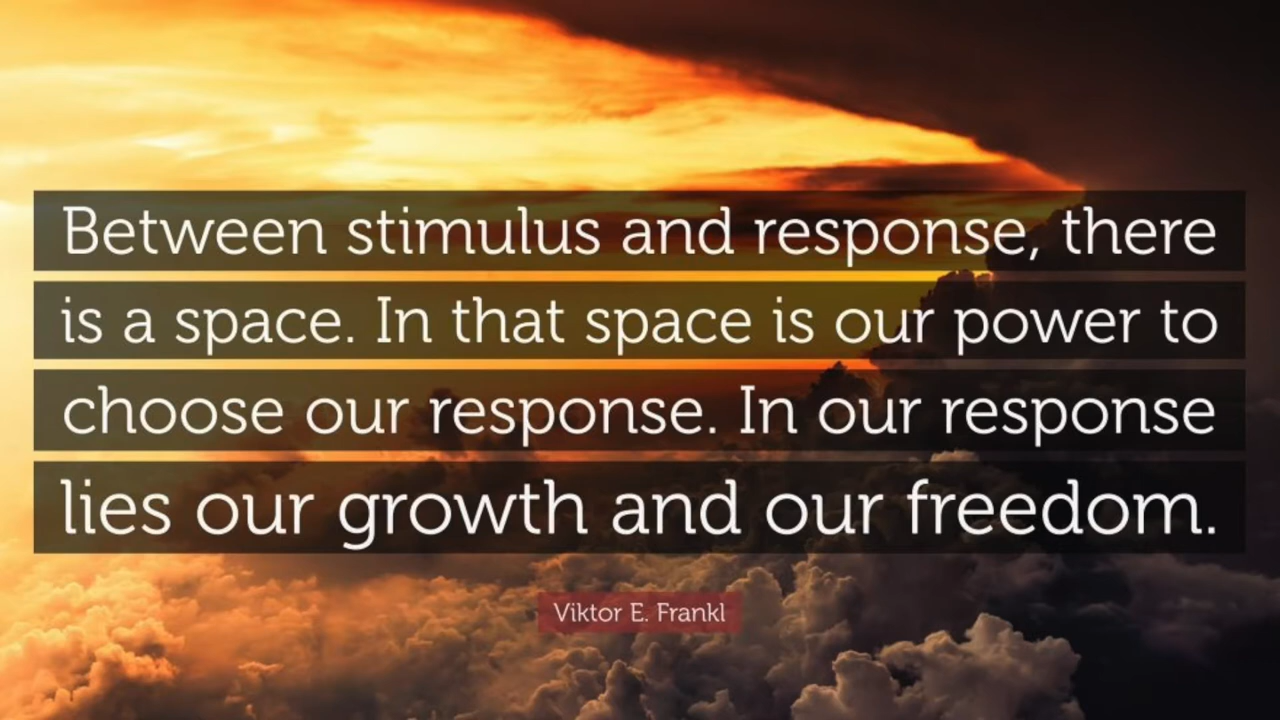 Between stimulus and response, there
is a space. In that space is our power to
choose our response. In our response
lies our growth and our freedom.
Viktor E. Frankl